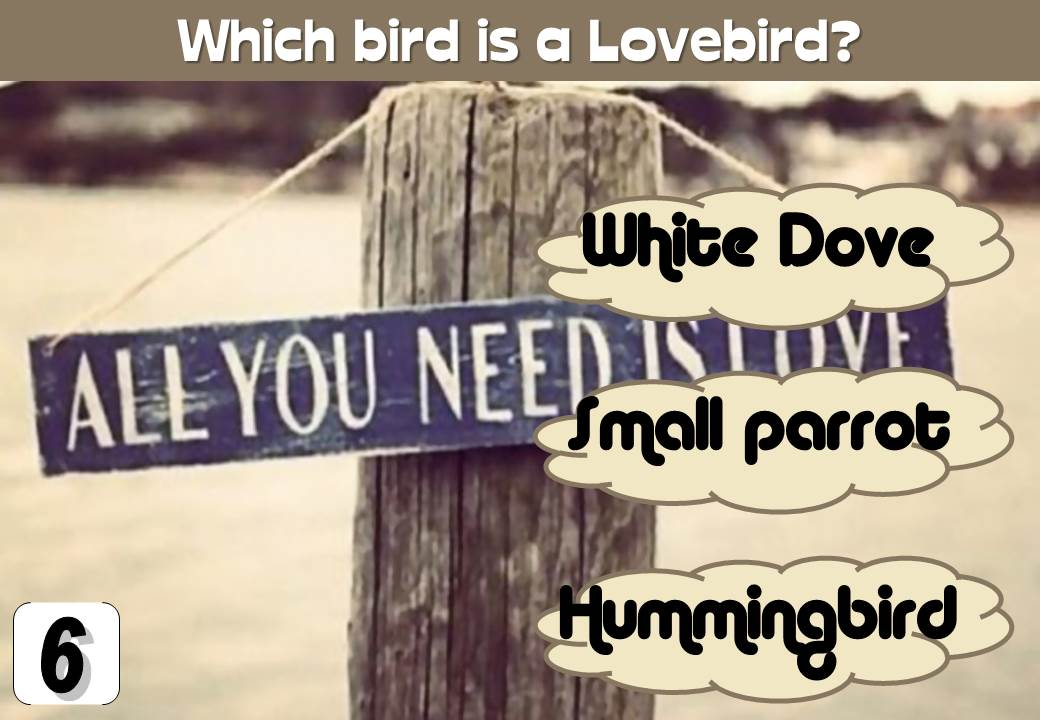 Which bird is a Lovebird?
White Dove
ALL YOU NEED IS LOVE
Small parrot
Hummingbird
6